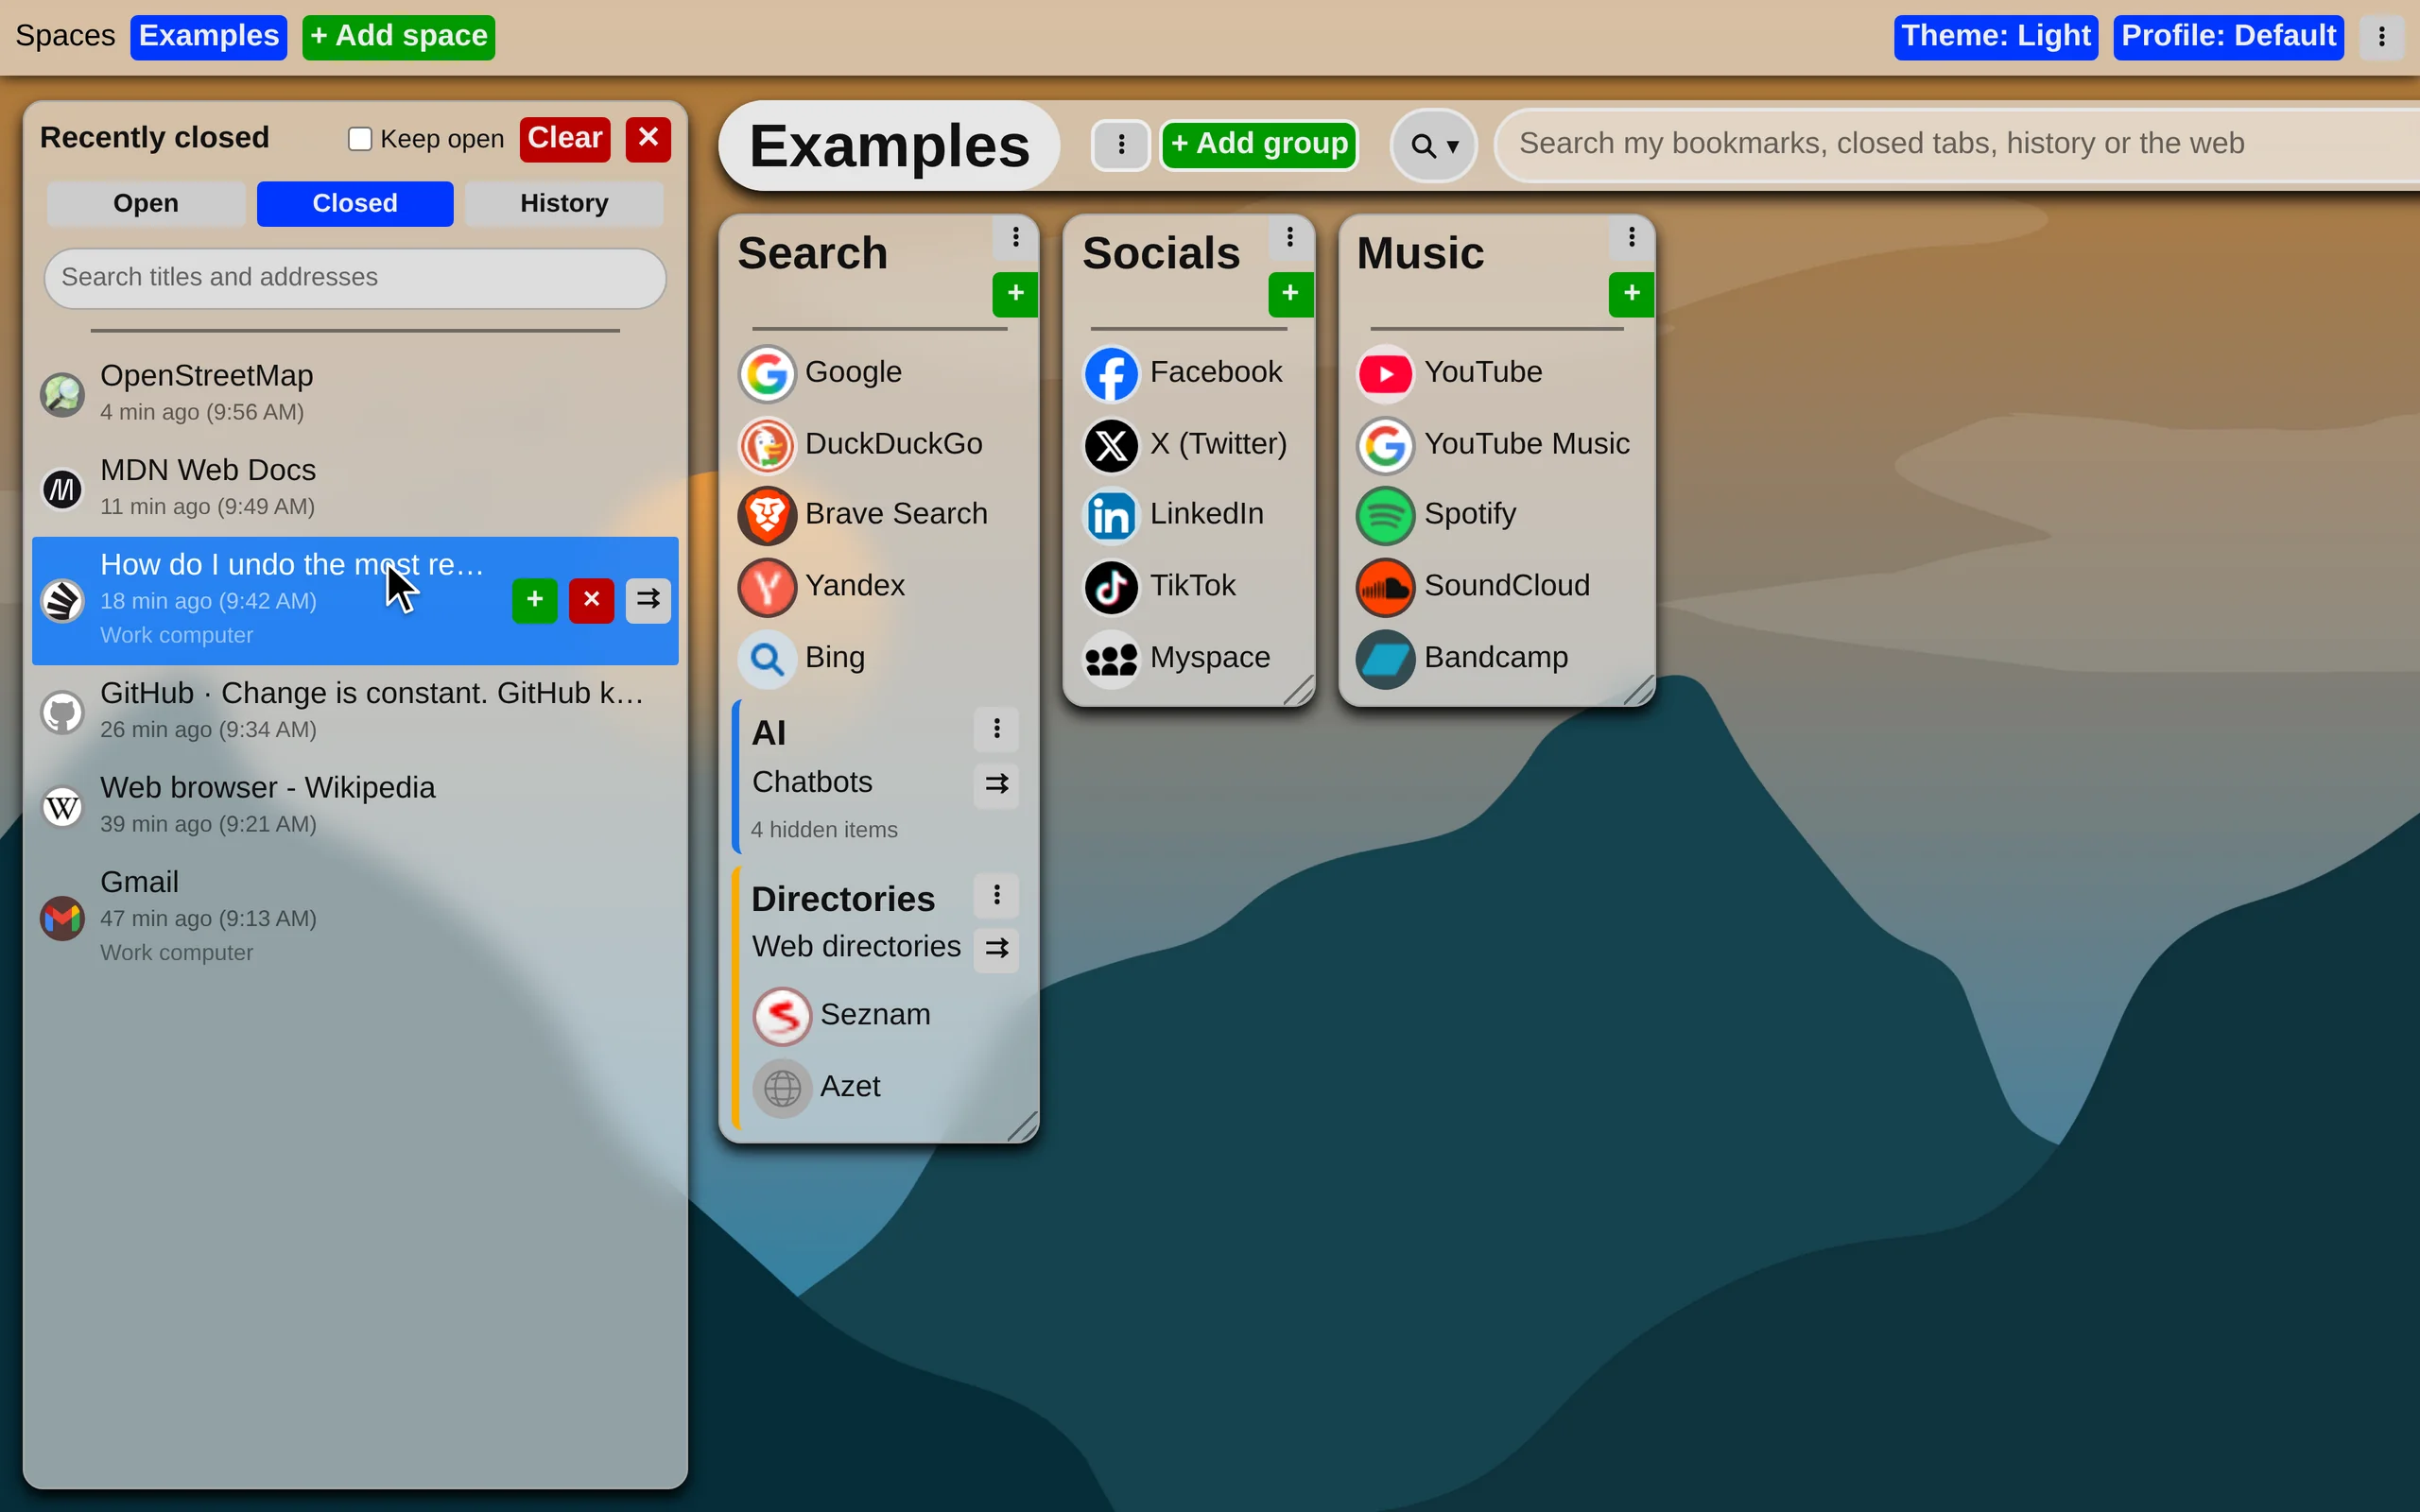 Spaces Examples + Add space Theme: Light Profile: Default
Recently closed Keep open Clear
Open Closed History
Search titles and addresses
OpenStreetMap
4 min ago (9:56 AM)
MDN Web Docs
11 min ago (9:49 AM)
How do I undo the most re…
18 min ago (9:42 AM)
Work computer
GitHub · Change is constant. GitHub k…
26 min ago (9:34 AM)
Web browser - Wikipedia
39 min ago (9:21 AM)
Gmail
47 min ago (9:13 AM)
Work computer
Examples + Add group Search my bookmarks, closed tabs, history or the web
Search
Google
DuckDuckGo
Brave Search
Yandex
Bing
AI
Chatbots
4 hidden items
Directories
Web directories
Seznam
Azet
Socials
Facebook
X (Twitter)
LinkedIn
TikTok
Myspace
Music
YouTube
YouTube Music
Spotify
SoundCloud
Bandcamp